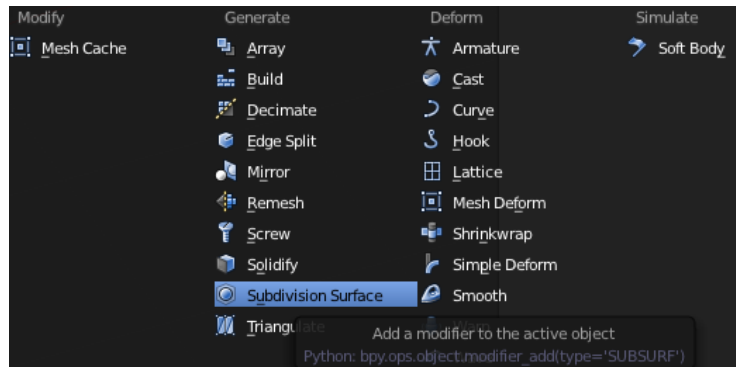 Modify
Mesh Cache
Generate
Array
Build
Decimate
Edge Split
Mirror
Remesh
Screw
Solidify
Subdivision Surface
Triangulate
Deform
Armature
Cast
Curve
Hook
Lattice
Mesh Deform
Shrinkwrap
Simple Deform
Smooth
Warp
Simulate
Soft Body
Add a modifier to the active object
Python: bpy.ops.object.modifier_add(type='SUBSURF')